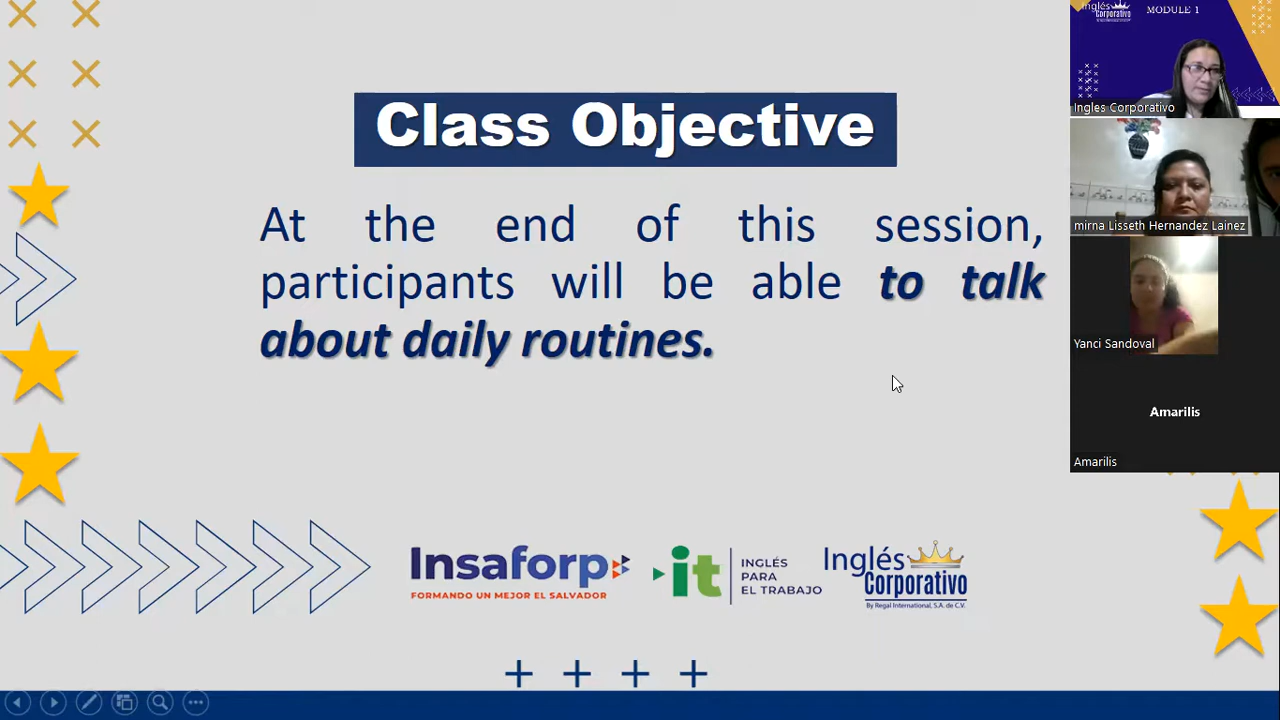 Class Objective
At the end of this session,
participants will be able to talk
about daily routines.
Insaforp
FORMANDO UN MEJOR EL SALVADOR
it
INGLÉS
PARA
EL TRABAJO
Inglés
Corporativo
By Regal International, S.A. de C.V.
Inglés
Corporativo
MODULE 1
Ingles Corporativo
mirna Lisseth Hernandez Lainez
Yanci Sandoval
Amarilis
Amarilis